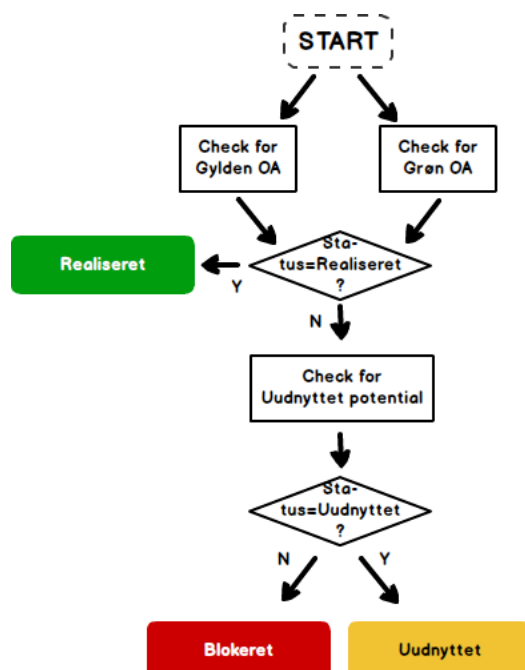 START
Check for
Gylden OA
Check for
Grøn OA
Sta-
tus=Realiseret
?
Realiseret
Y
N
Check for
Uudnyttet potential
Sta-
tus=Uudnyttet
?
N
Y
Blokeret
Uudnyttet